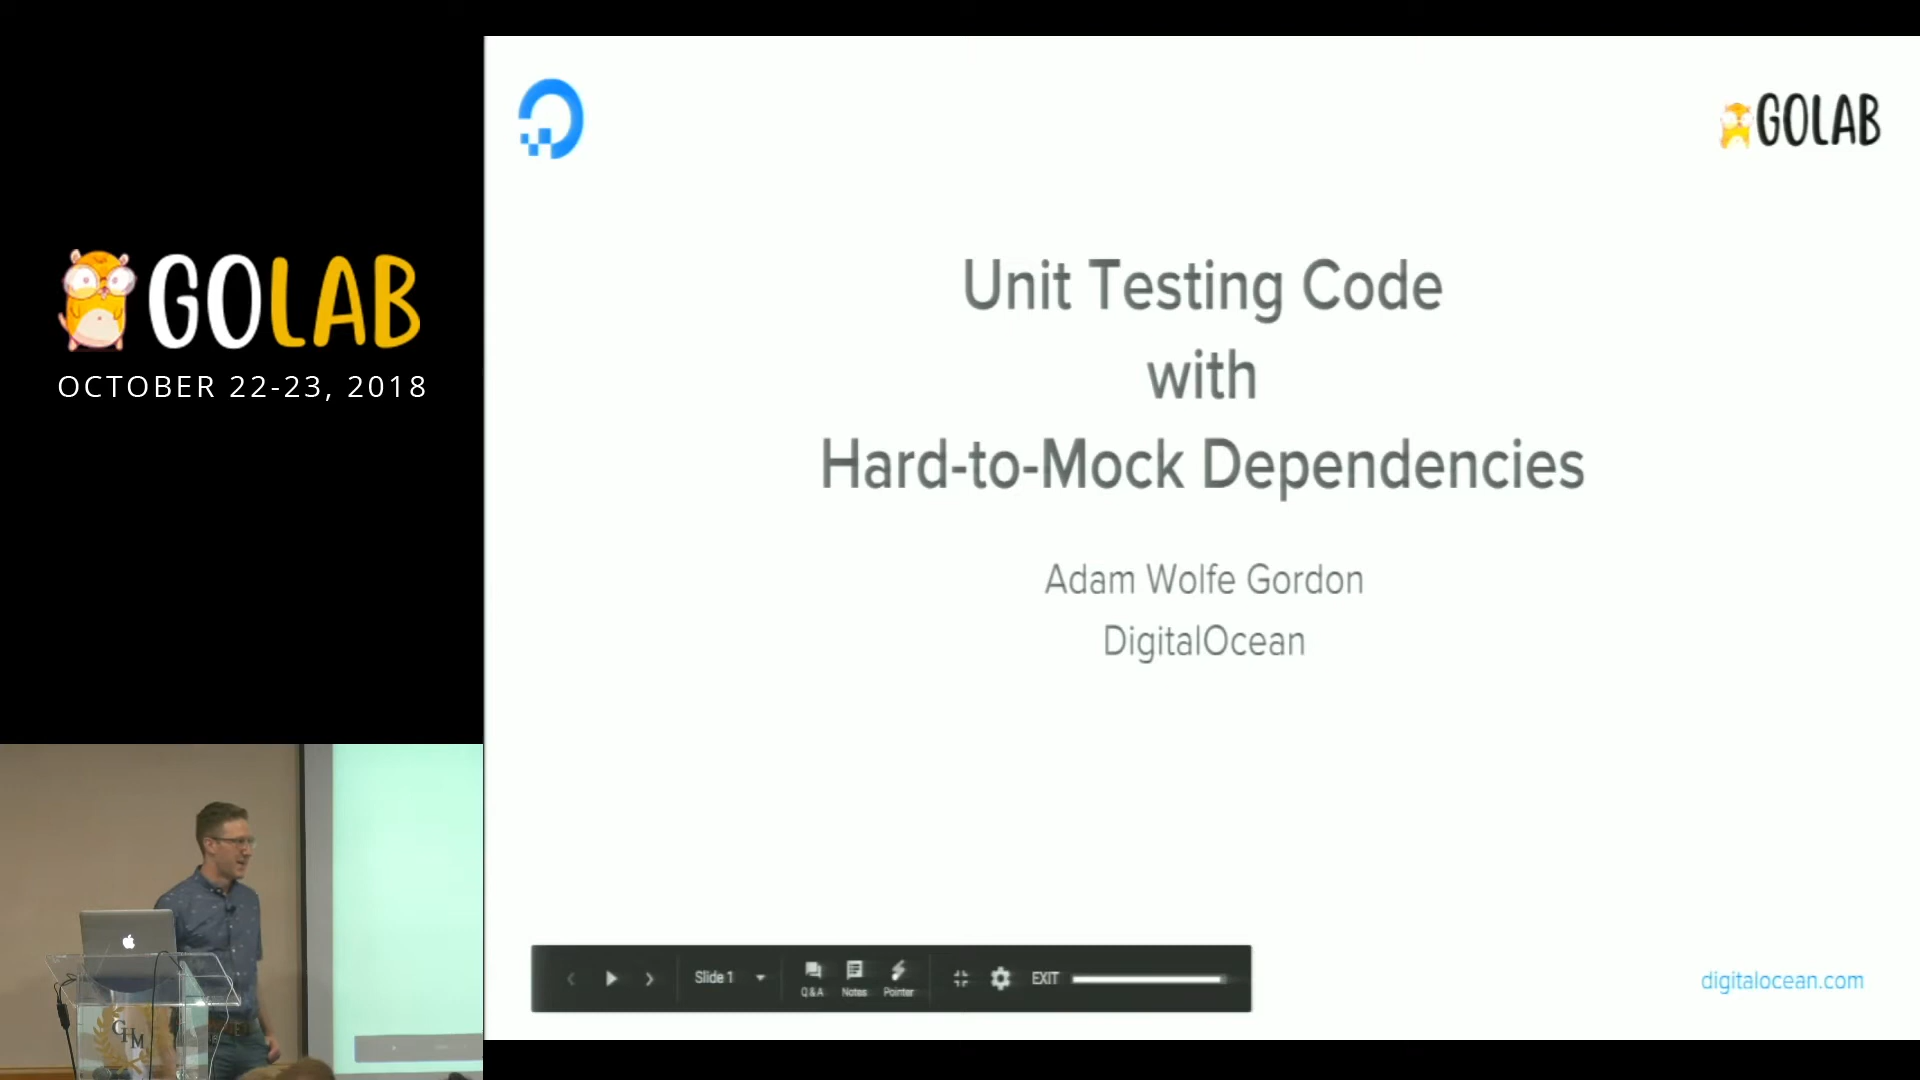 GOLAB
OCTOBER 22-23, 2018
GOLAB
Unit Testing Code
with
Hard-to-Mock Dependencies
Adam Wolfe Gordon
DigitalOcean
Slide 1
Q&A
Notes
Pointer
EXIT
digitalocean.com
GHM